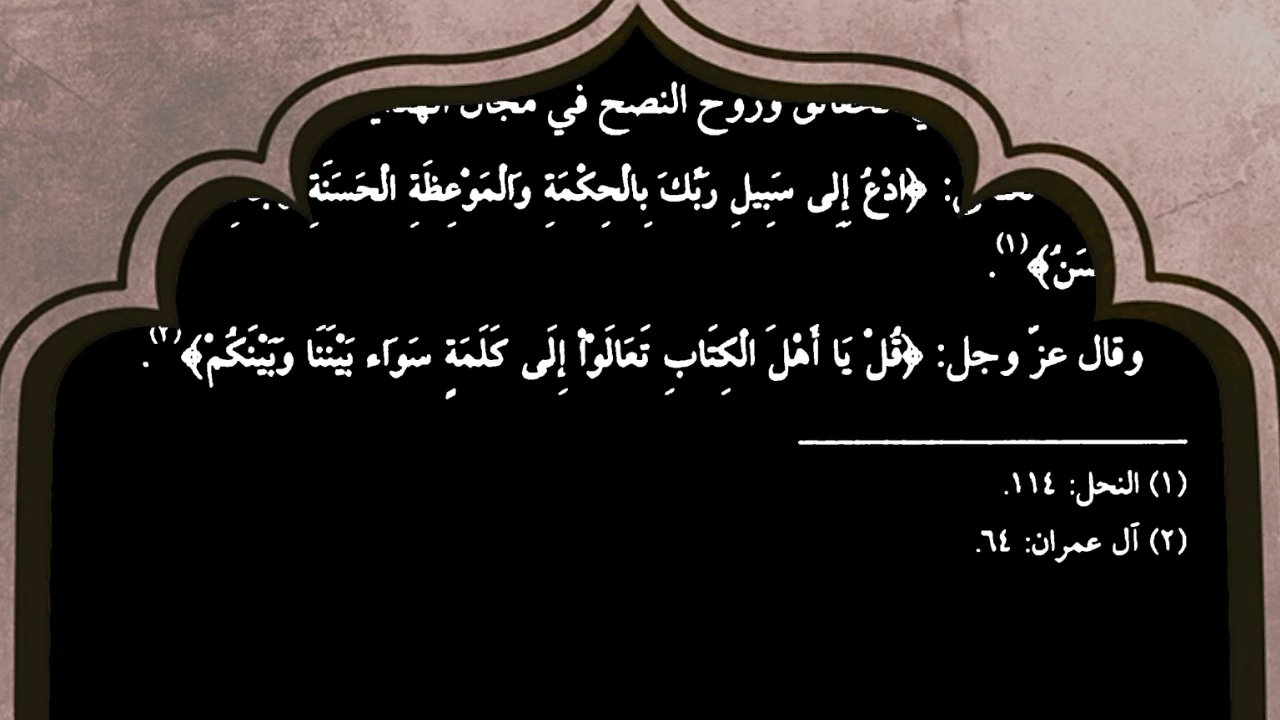 وروح النصح في مجال
: ﴿ادْعُ إِلى سَبِيلِ رَبِّكَ بِالْحِكْمَةِ وَالْمَوْعِظَةِ الْحَسَنَةِ
سَنُ﴾(١).
وقال عزّ وجل: ﴿قُلْ يَا أَهْلَ الْكِتَابِ تَعَالَوْاْ إِلَى كَلَمَةٍ سَوَاء بَيْنَنَا وَبَيْنَكُمْ﴾(٢).
(١) النحل: ١١٤.
(٢) آل عمران: ٦٤.